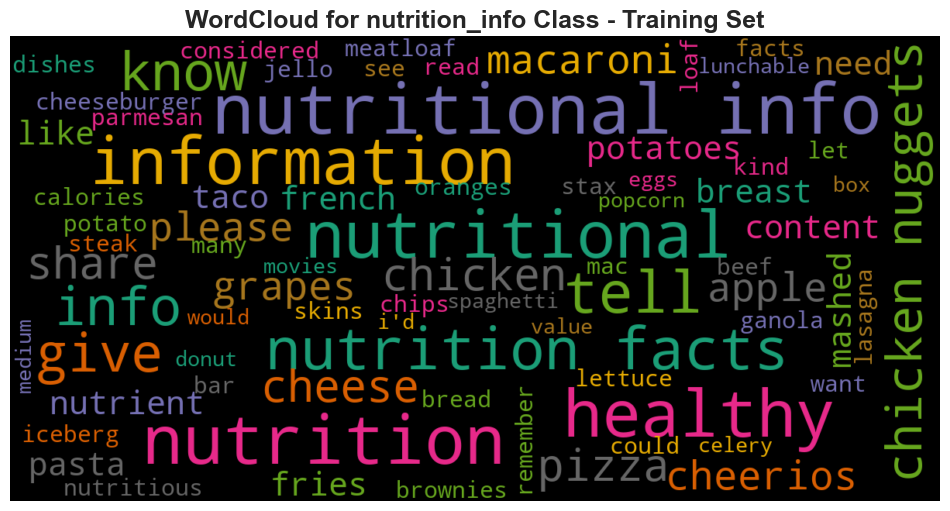 WordCloud for nutrition_info Class - Training Set
dishes
know
considered
meatloaf
macaroni
loaf
facts
jello
see
read
lunchable
need
cheeseburger
nutritional info
parmesan
like
information
potatoes
let
kind
calories
taco
french
oranges
stax
eggs
popcorn
breast
box
chicken nuggets
potato
please
nutritional
content
steak
many
share
movies
chicken
mac
beef
tell
apple
mashed
lasagna
grapes
info
would
skins
chips
spaghetti
i'd
value
ganola
medium
give
donut
nutrition facts
bar
cheese
lettuce
want
nutrient
bread
remember
healthy
iceberg
nutrition
could
celery
pasta
pizza
cheerios
nutritious
fries
brownies